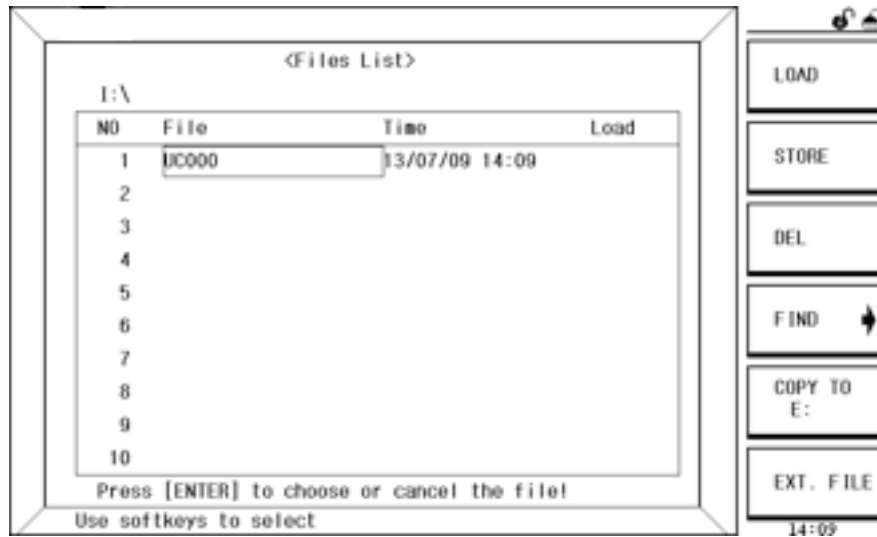 <Files List>
I:\
NO File Time Load
1 UC000 13/07/09 14:09
2
3
4
5
6
7
8
9
10
Press [ENTER] to choose or cancel the file!
Use softkeys to select
LOAD
STORE
DEL
FIND
COPY TO
E:
EXT. FILE
14:09